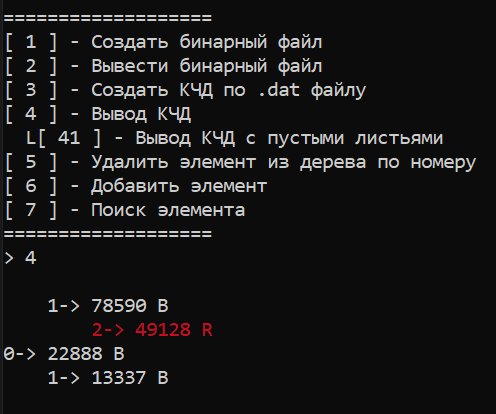 ===================
[ 1 ] - Создать бинарный файл
[ 2 ] - Вывести бинарный файл
[ 3 ] - Создать КЧД по .dat файлу
[ 4 ] - Вывод КЧД
  L[ 41 ] - Вывод КЧД с пустыми листьями
[ 5 ] - Удалить элемент из дерева по номеру
[ 6 ] - Добавить элемент
[ 7 ] - Поиск элемента
===================
> 4
    1-> 78590 B
        2-> 49128 R
0-> 22888 B
    1-> 13337 B